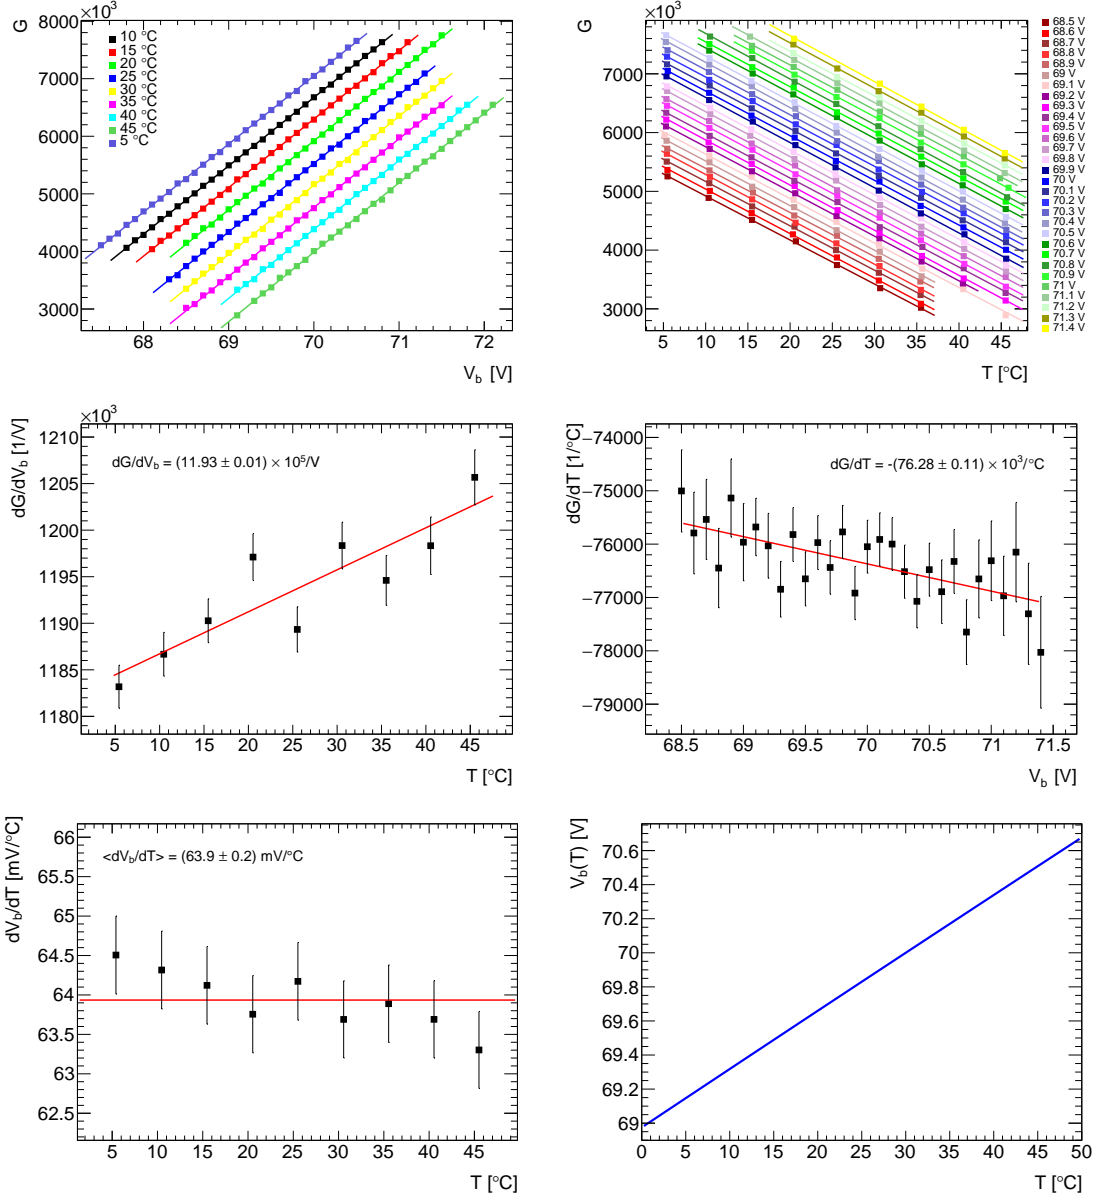 G
×10³
8000
7000
6000
5000
4000
3000
10 °C
15 °C
20 °C
25 °C
30 °C
35 °C
40 °C
45 °C
5 °C
68 69 70 71 72
V_b [V]
G
×10³
7000
6000
5000
4000
3000
5 10 15 20 25 30 35 40 45
T [°C]
68.5 V
68.6 V
68.7 V
68.8 V
68.9 V
69 V
69.1 V
69.2 V
69.3 V
69.4 V
69.5 V
69.6 V
69.7 V
69.8 V
69.9 V
70 V
70.1 V
70.2 V
70.3 V
70.4 V
70.5 V
70.6 V
70.7 V
70.8 V
70.9 V
71 V
71.1 V
71.2 V
71.3 V
71.4 V
dG/dV_b [1/V]
×10³
1210
1205
1200
1195
1190
1185
1180
dG/dV_b = (11.93 ± 0.01) × 10⁵/V
5 10 15 20 25 30 35 40 45
T [°C]
dG/dT [1/°C]
−74000
−75000
−76000
−77000
−78000
−79000
dG/dT = -(76.28 ± 0.11) × 10³/°C
68.5 69 69.5 70 70.5 71 71.5
V_b [V]
dV_b/dT [mV/°C]
66
65
64.5
64
63.5
63
62.5
<dV_b/dT> = (63.9 ± 0.2) mV/°C
5 10 15 20 25 30 35 40 45
T [°C]
V_b(T) [V]
70.6
70.4
70.2
70
69.8
69.6
69.4
69.2
69
0 5 10 15 20 25 30 35 40 45 50
T [°C]